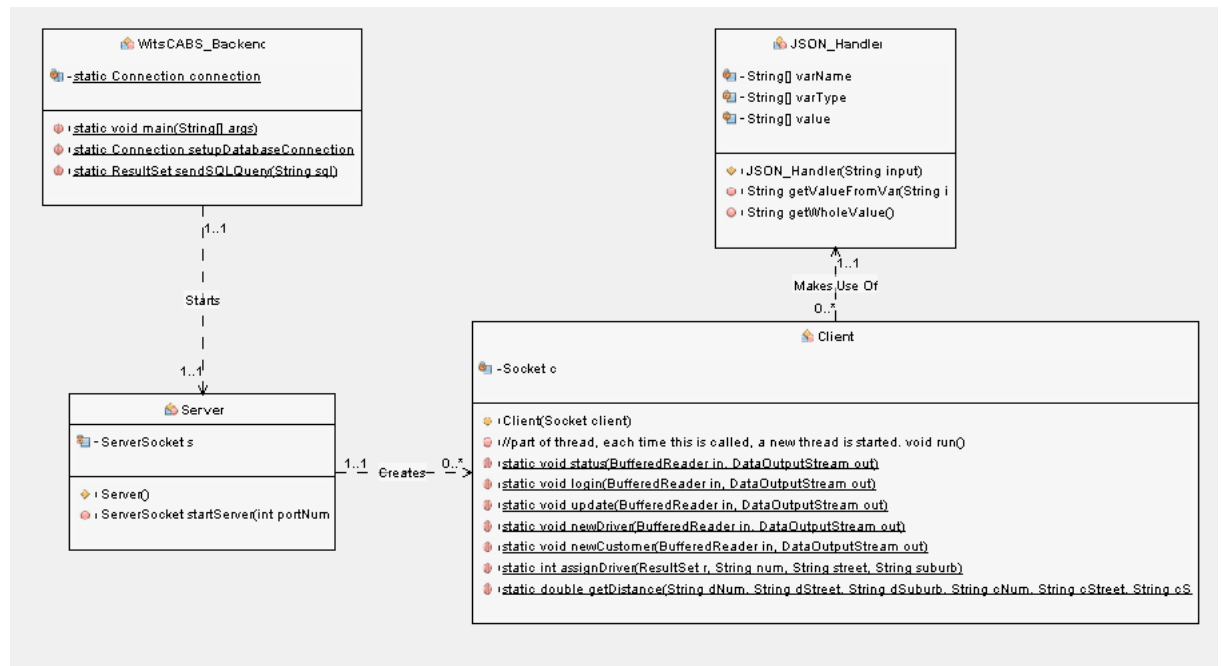 WitsCABS_Backend
- static Connection connection
static void main(String[] args)
static Connection setupDatabaseConnection
static ResultSet sendSQLQuery(String sql)
1..1
Starts
1..1
JSON_Handler
- String[] varName
- String[] varType
- String[] value
JSON_Handler(String input)
String getValueFromVar(String i
String getWholeValue()
1..1
Makes Use Of
0..*
Server
- ServerSocket s
Server()
ServerSocket startServer(int portNum
1..1 Creates 0..*
Client
- Socket c
Client(Socket client)
//part of thread, each time this is called, a new thread is started. void run()
static void status(BufferedReader in, DataOutputStream out)
static void login(BufferedReader in, DataOutputStream out)
static void update(BufferedReader in, DataOutputStream out)
static void newDriver(BufferedReader in, DataOutputStream out)
static void newCustomer(BufferedReader in, DataOutputStream out)
static int assignDriver(ResultSet r, String num, String street, String suburb)
static double getDistance(String dNum, String dStreet, String dSuburb, String cNum, String cStreet, String cS